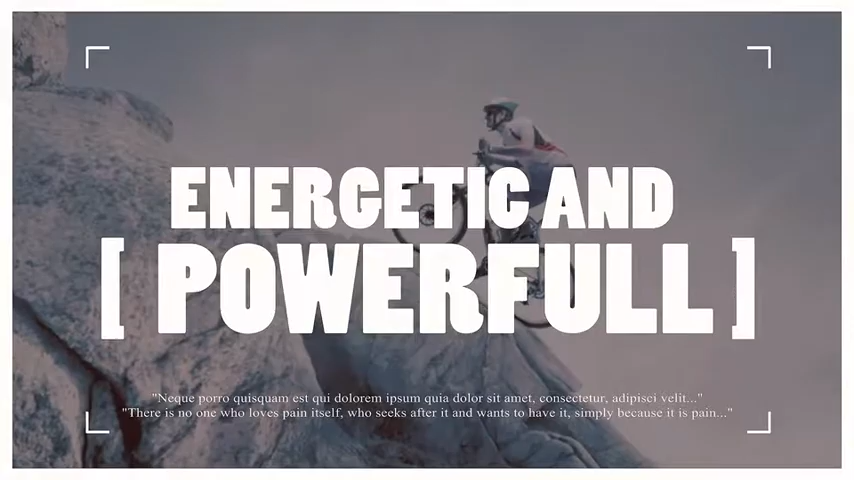 ENERGETIC AND
[ POWERFULL ]
"Neque porro quisquam est qui dolorem ipsum quia dolor sit amet, consectetur, adipisci velit..."
"There is no one who loves pain itself, who seeks after it and wants to have it, simply because it is pain..."